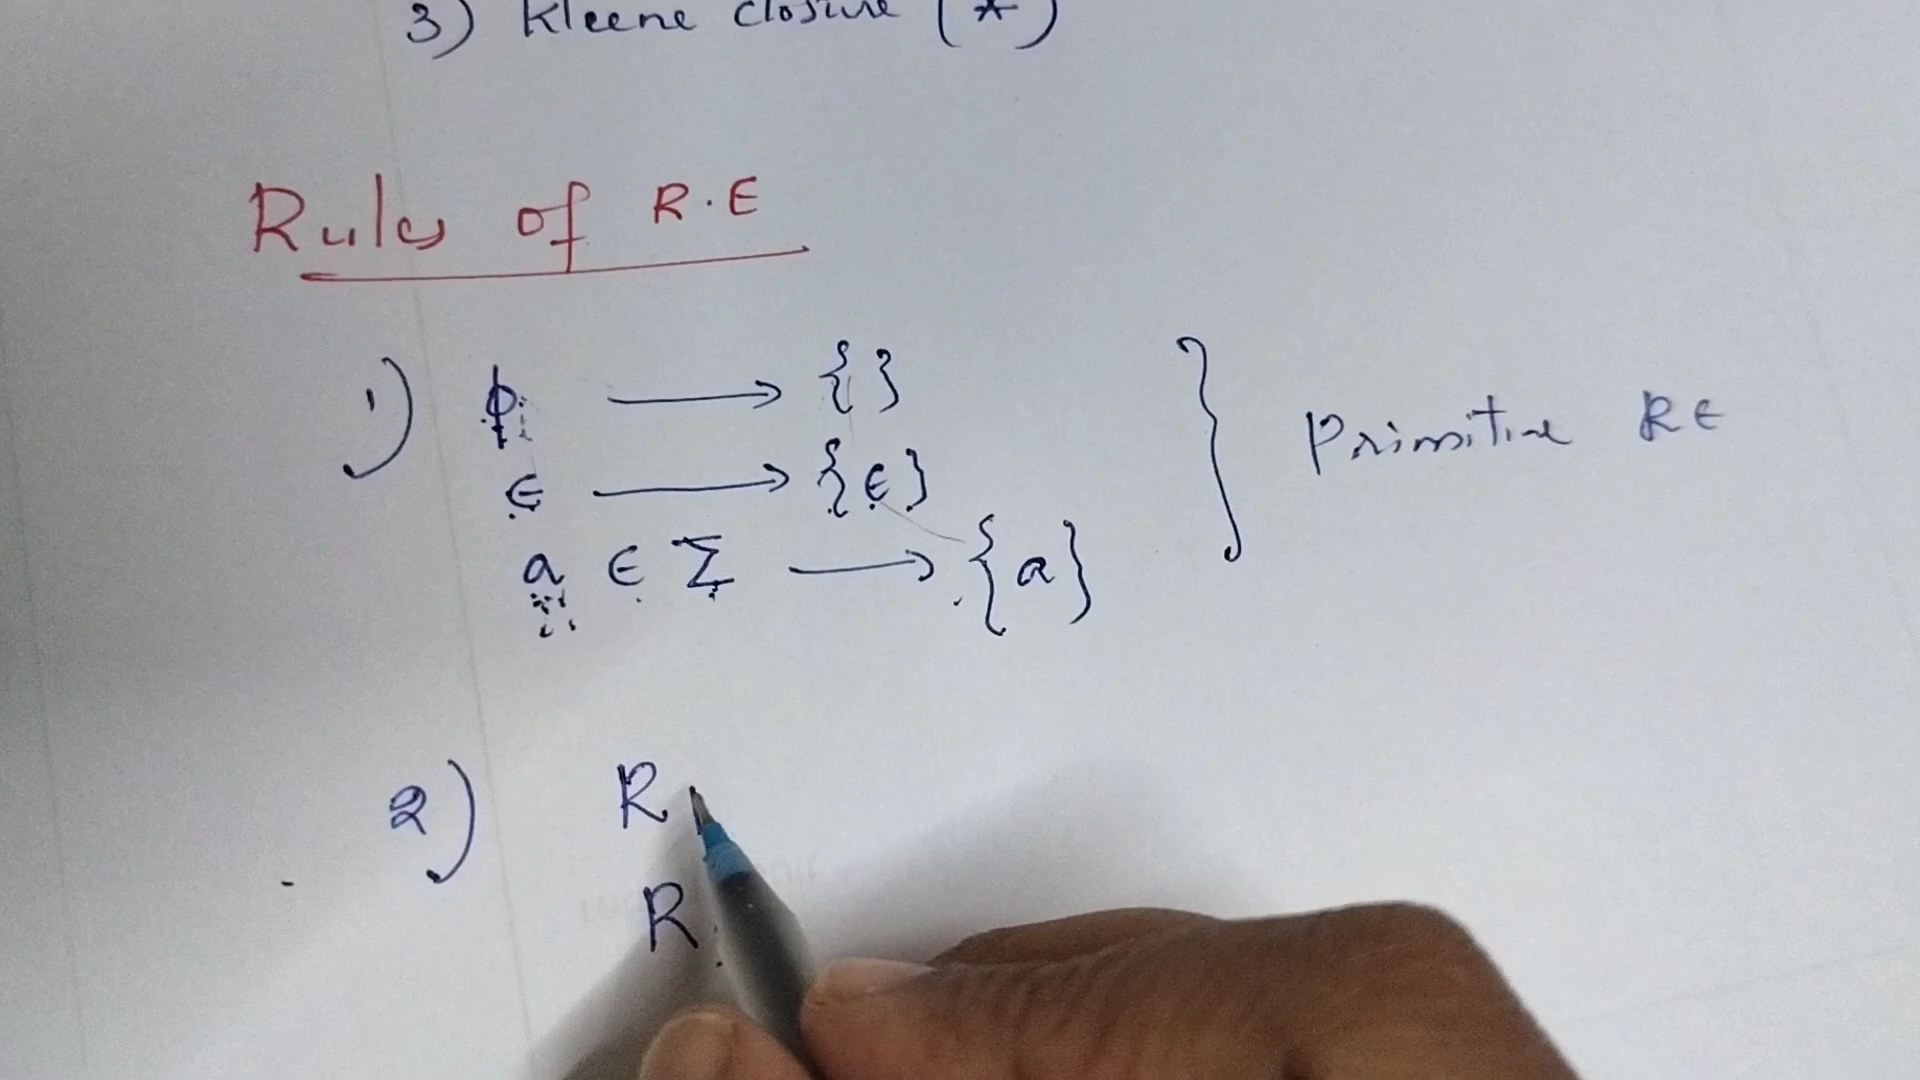 3) Kleene closure (*)
Rules of R.E
1) ϕ → {}
ϵ → {ϵ}
a ∈ Σ → {a}
} Primitive RE
2) R
R